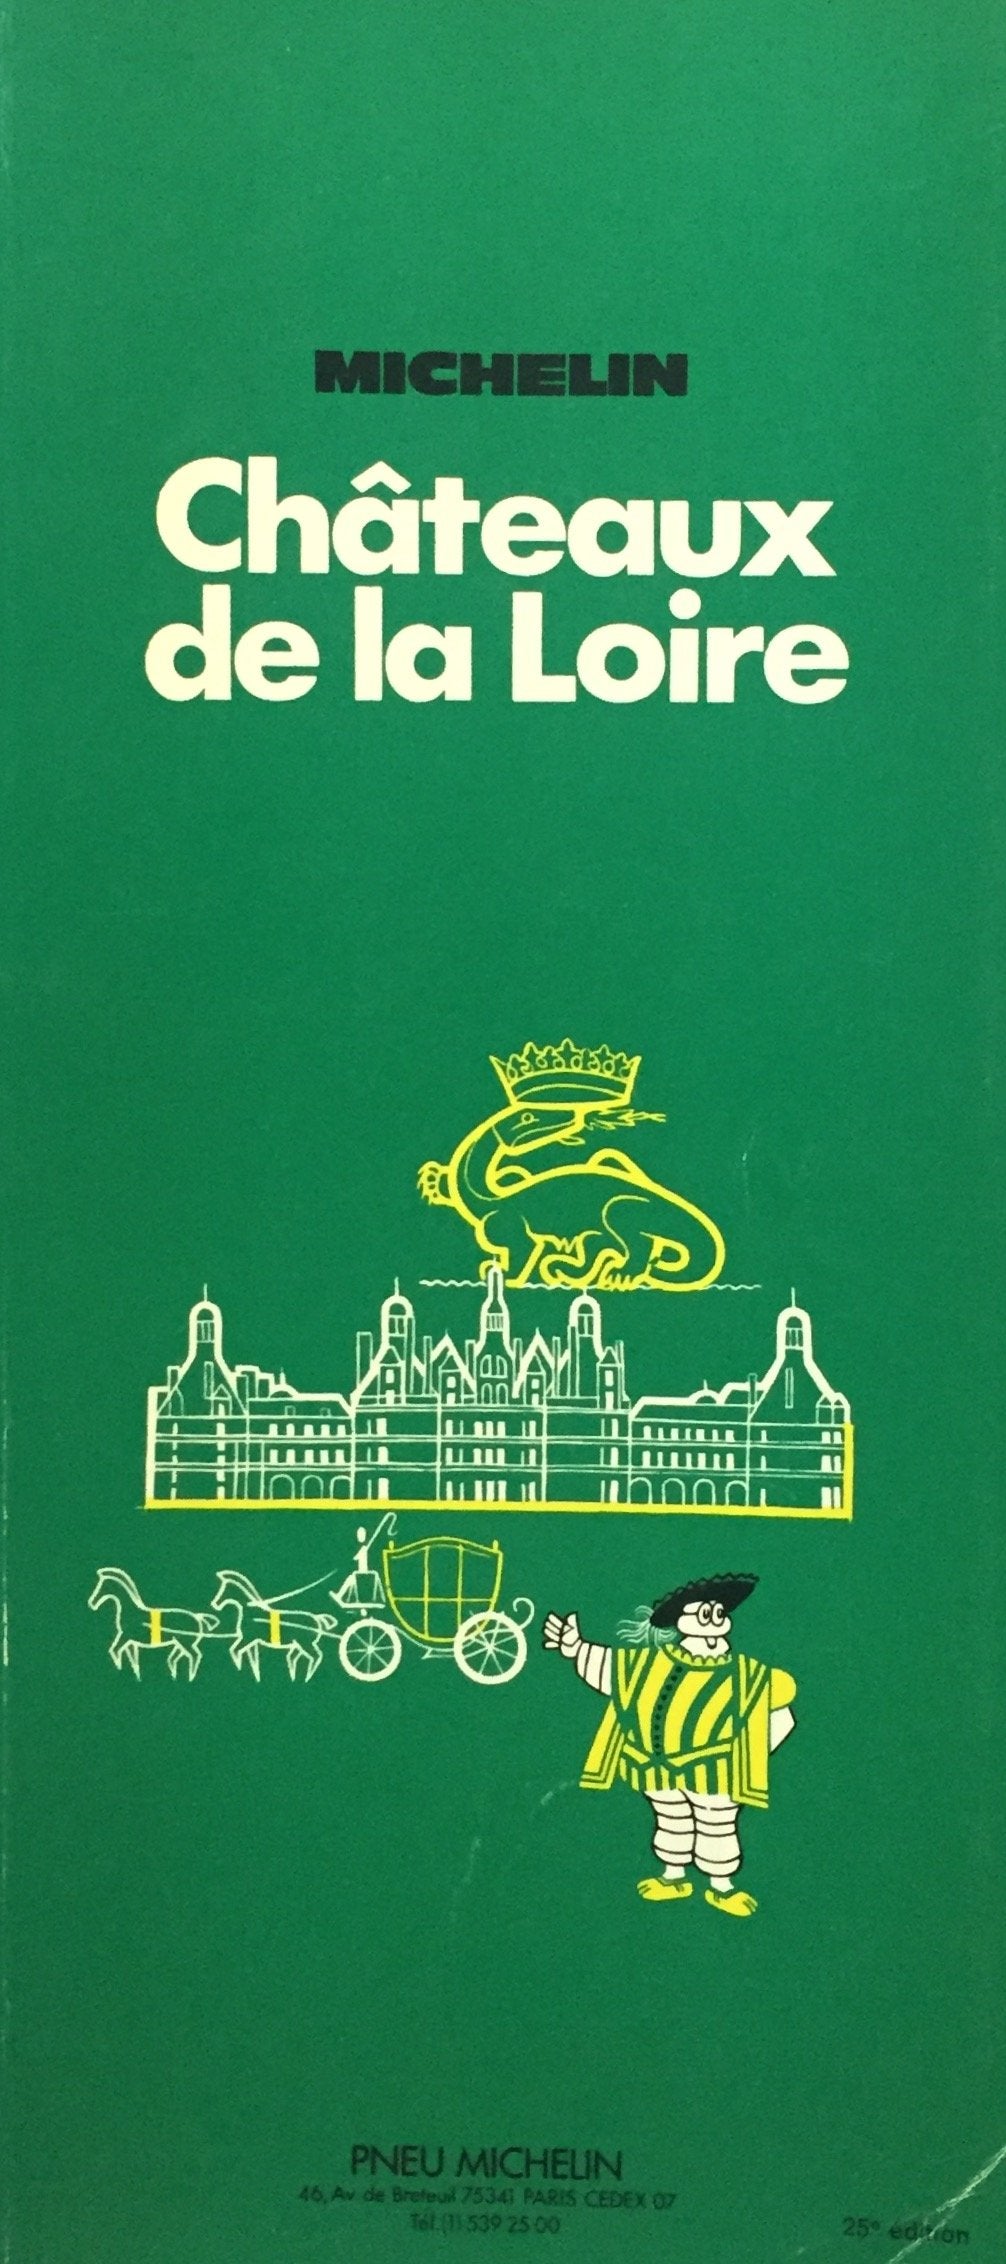 MICHELIN
Châteaux
de la Loire
PNEU MICHELIN
46, Av. de Breteuil 75341 PARIS CEDEX 07
Tél. (1) 539 25 00
25e édition